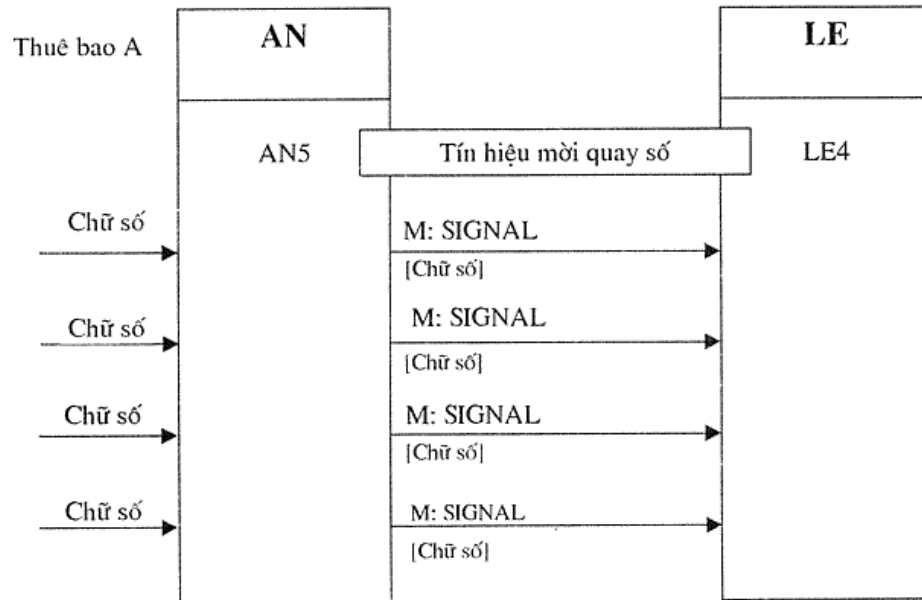 Thuê bao A
AN
LE
AN5
Tín hiệu mời quay số
LE4
Chữ số
M: SIGNAL
[Chữ số]
Chữ số
M: SIGNAL
[Chữ số]
Chữ số
M: SIGNAL
[Chữ số]
Chữ số
M: SIGNAL
[Chữ số]